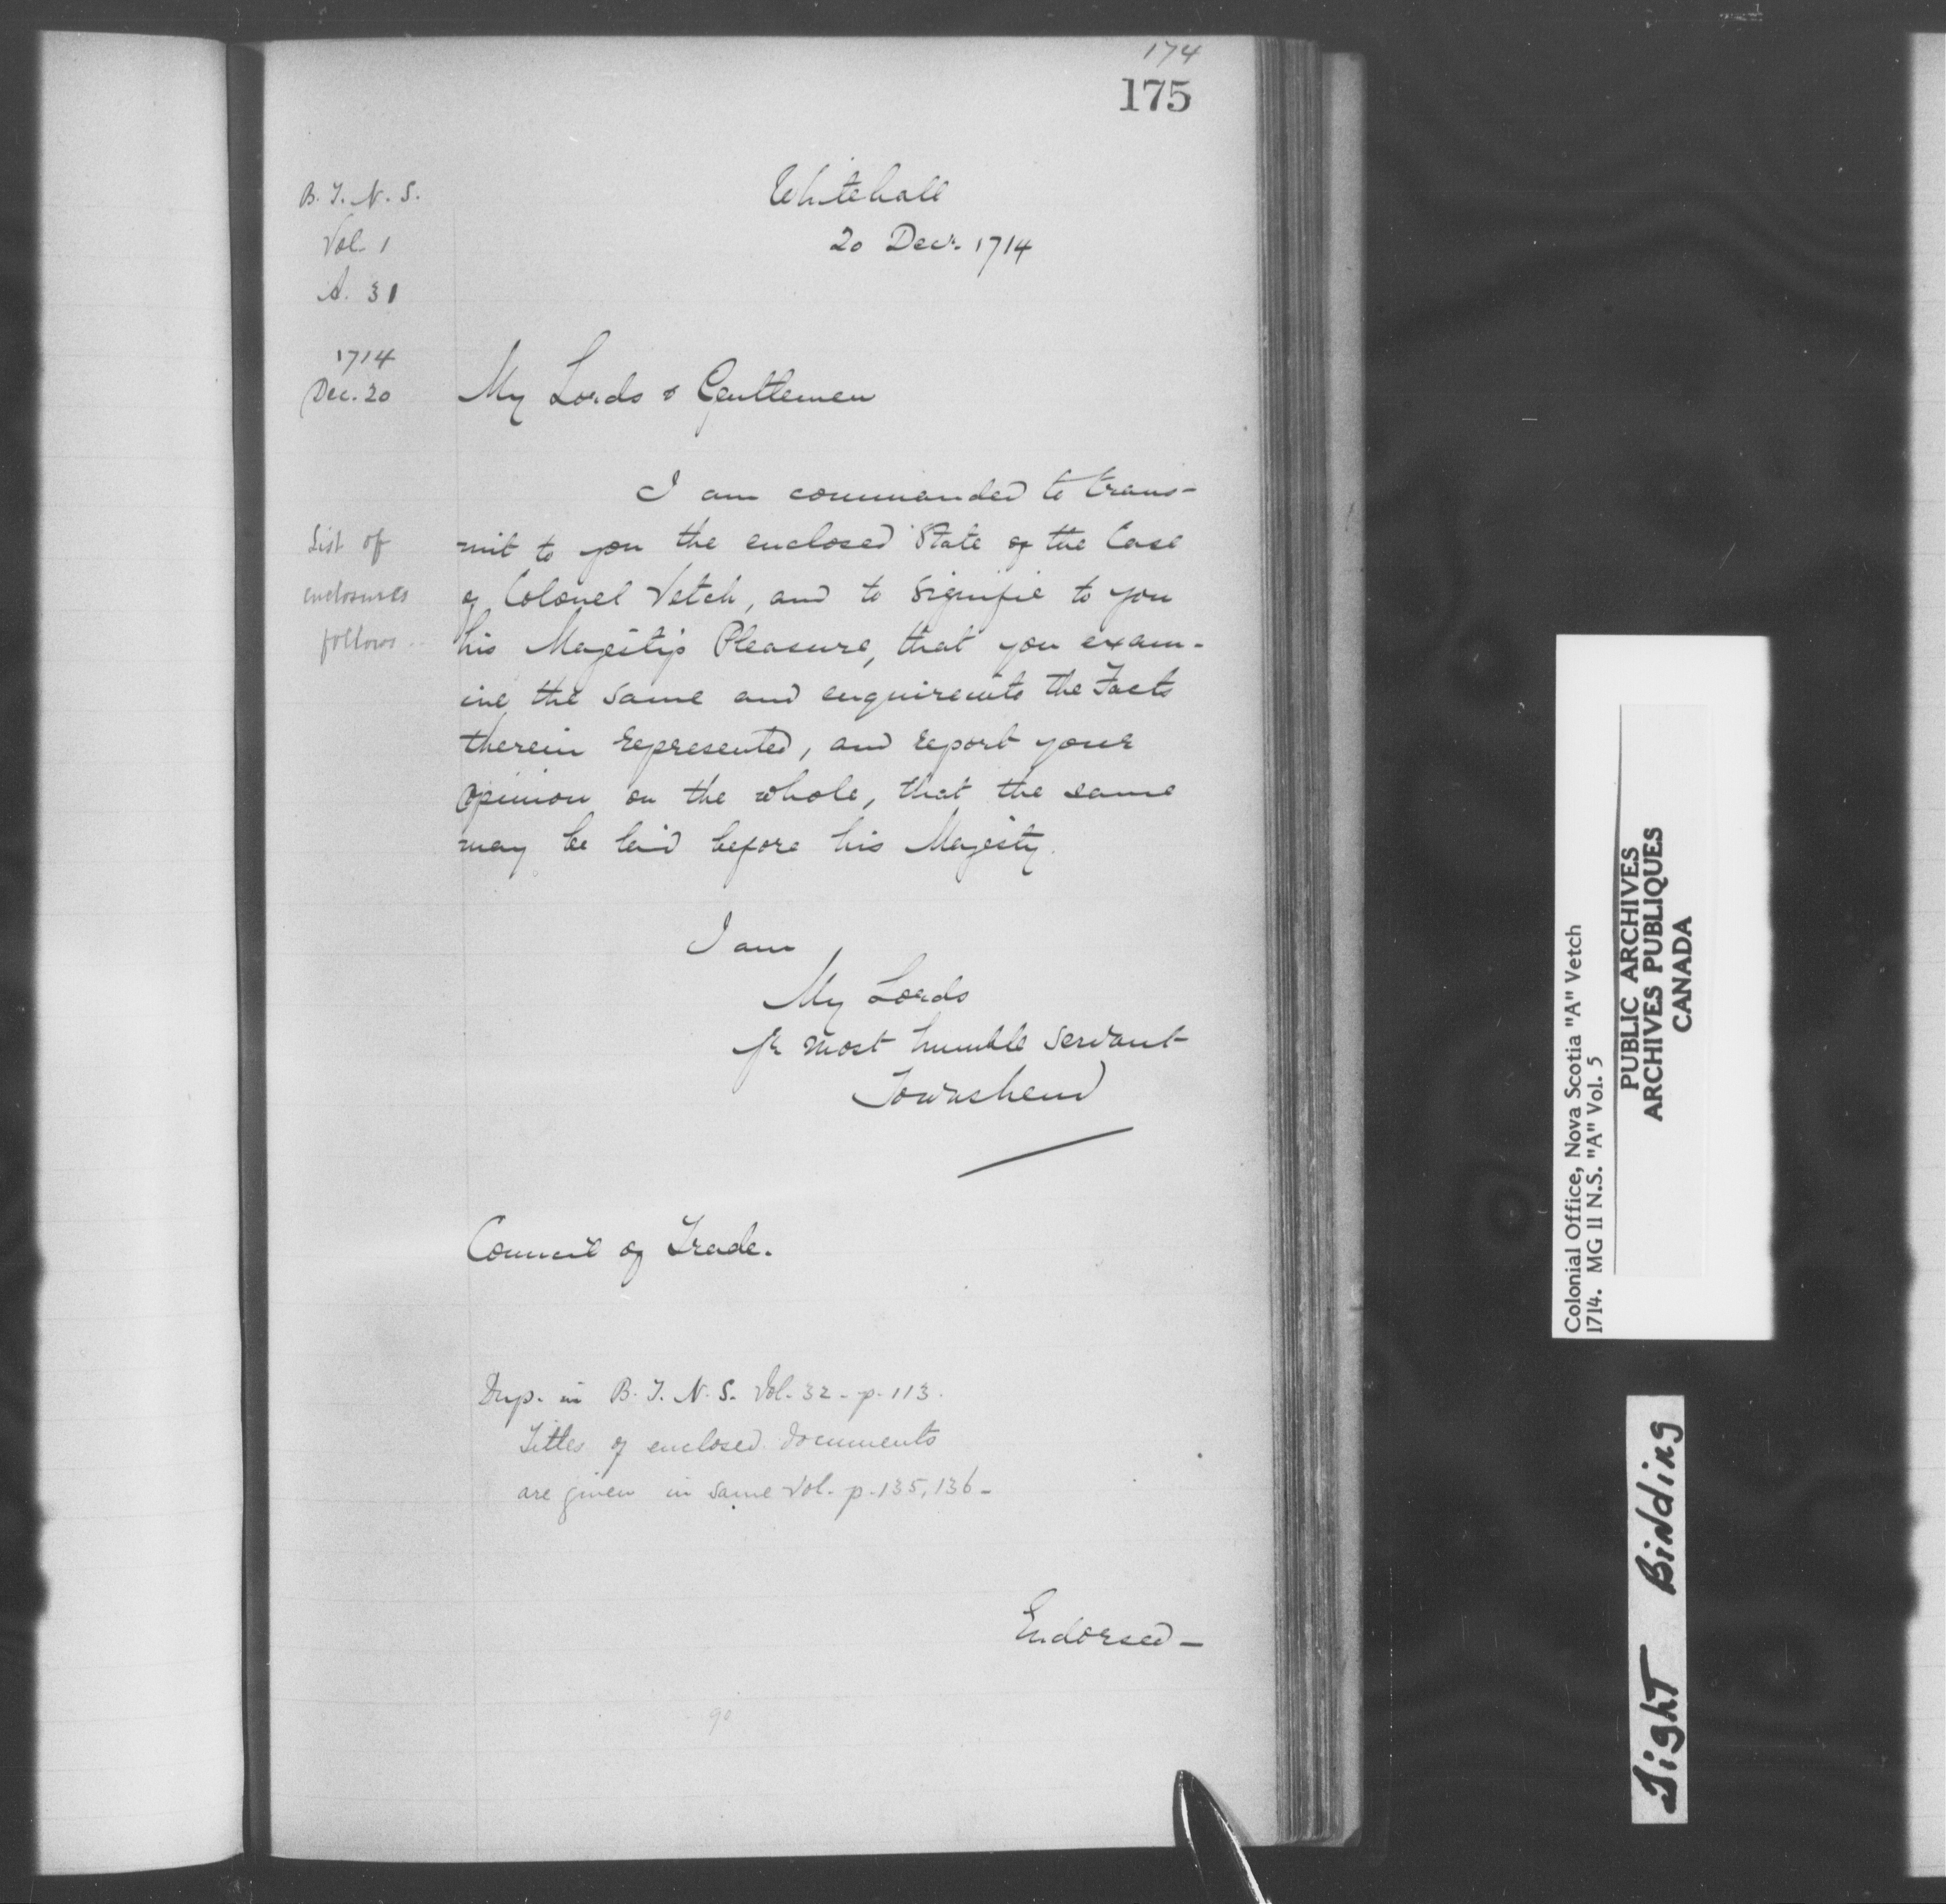 174
175
B. T. N. S.
Vol. 1
A. 31
Whitehall
20 Decr. 1714
1714
Dec. 20
My Lords & Gentlemen
I am commanded to trans-
-mit to you the enclosed State of the Case
of Colonel Vetch, and to signifie to you
his Majesty's Pleasure, that you exam-
ine the same and enquire into the Facts
therein represented, and report your
Opinion on the whole, that the same
may be laid before his Majesty.
List of
enclosures
follows.
I am
My Lords
Yr most humble servant
Townshend
Council of Trade.
Dup. in B. T. N. S. Vol. 32 - p. 113.
Titles of enclosed documents
are given in same vol. p. 135, 136 -
Endorsed -
90
Colonial Office, Nova Scotia "A" Vetch
1714. MG 11 N.S. "A" Vol. 5
PUBLIC ARCHIVES
ARCHIVES PUBLIQUES
CANADA
Tight Binding